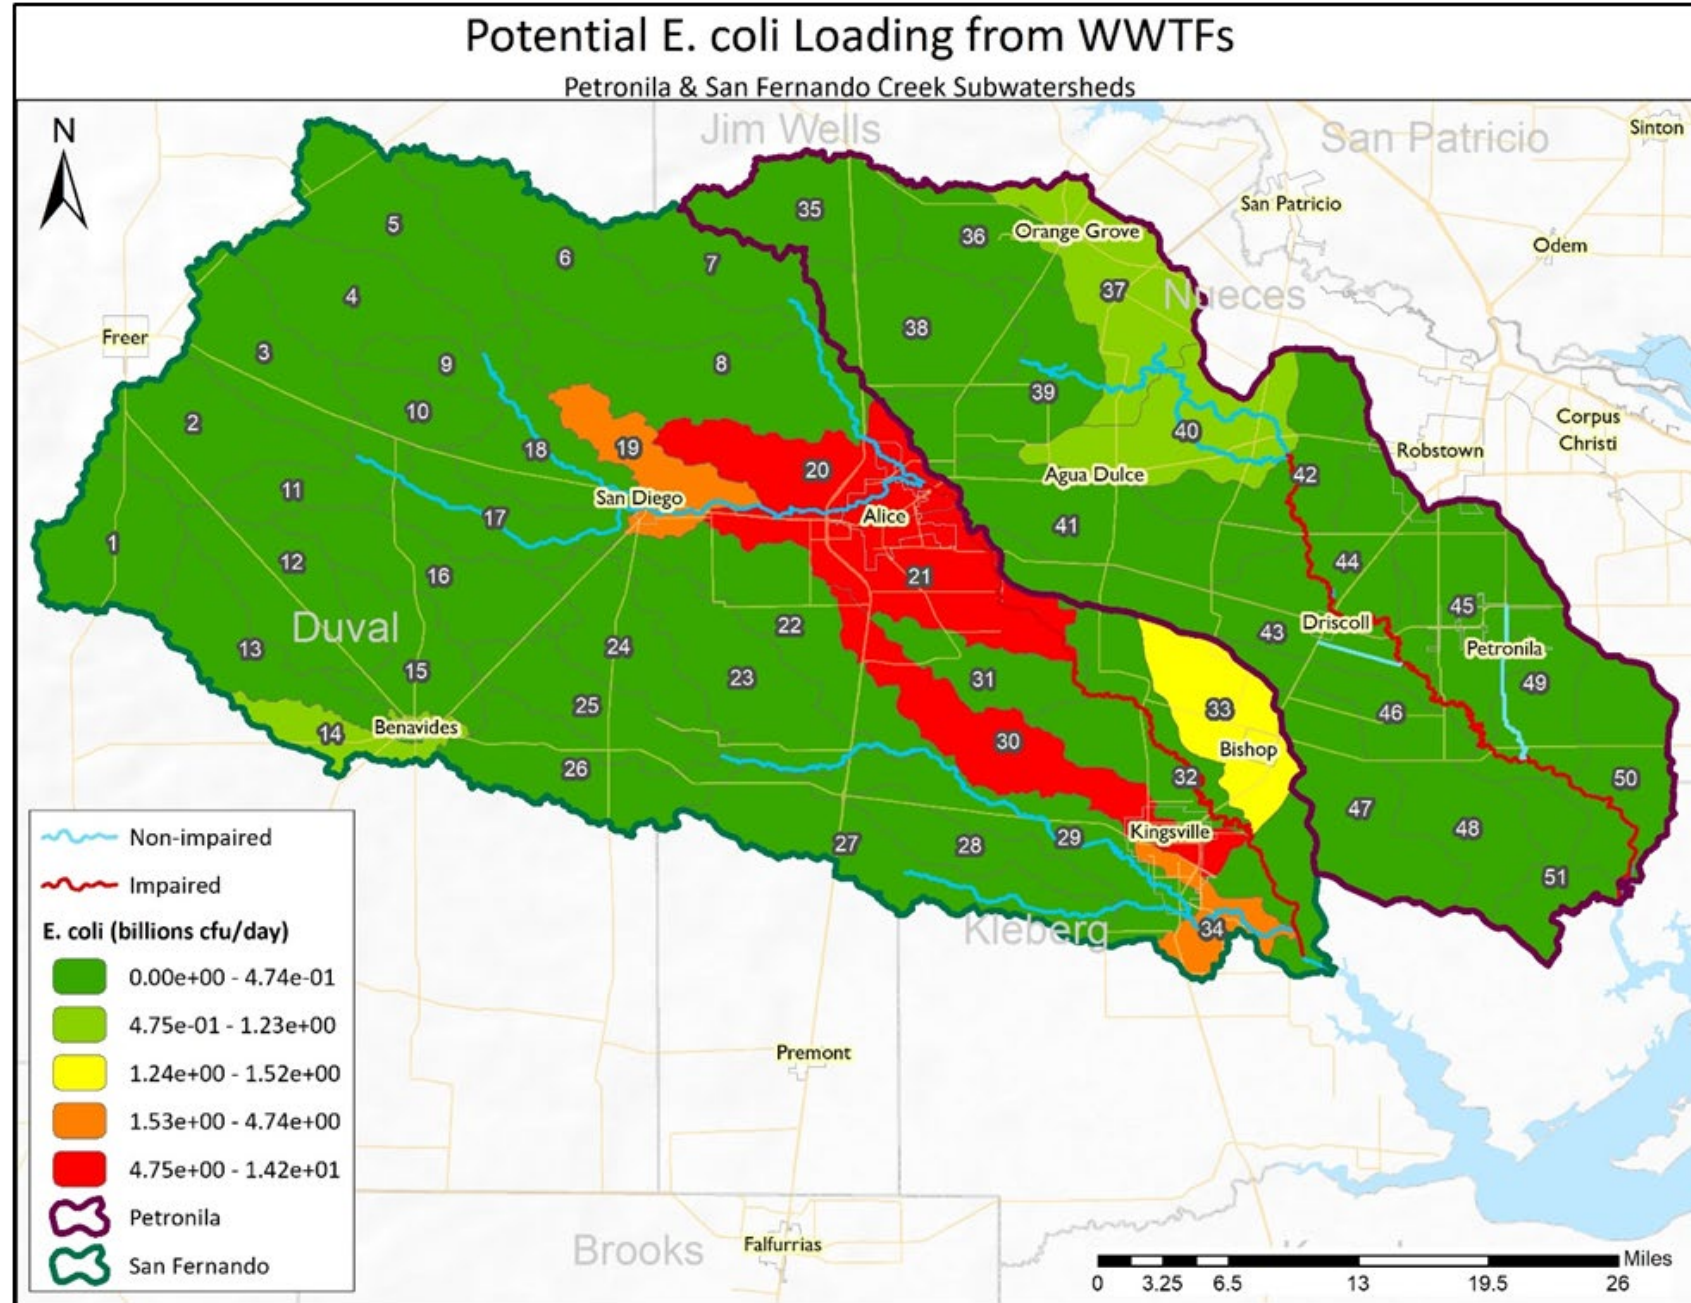 Potential E. coli Loading from WWTFs
Petronila & San Fernando Creek Subwatersheds
N
Jim Wells
San Patricio
Sinton
San Patricio
Odem
Nueces
Orange Grove
Freer
Corpus
Christi
Robstown
Agua Dulce
San Diego
Alice
Duval
Driscoll
Petronila
Benavides
Bishop
Kingsville
Kleberg
Premont
Brooks
Falfurrias
1
2
3
4
5
6
7
8
9
10
11
12
13
14
15
16
17
18
19
20
21
22
23
24
25
26
27
28
29
30
31
32
33
34
35
36
37
38
39
40
41
42
43
44
45
46
47
48
49
50
51
Non-impaired
Impaired
E. coli (billions cfu/day)
0.00e+00 - 4.74e-01
4.75e-01 - 1.23e+00
1.24e+00 - 1.52e+00
1.53e+00 - 4.74e+00
4.75e+00 - 1.42e+01
Petronila
San Fernando
Miles
0 3.25 6.5 13 19.5 26